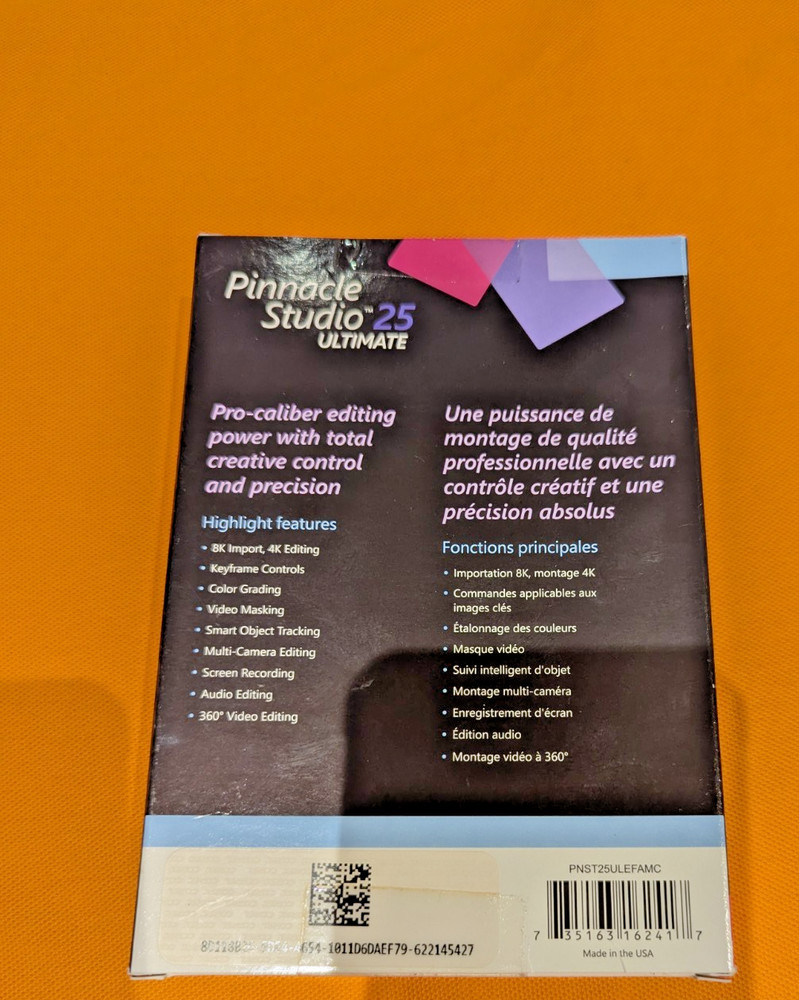 Pinnacle
Studio™ 25
ULTIMATE
Pro-caliber editing
power with total
creative control
and precision
Highlight features
• 8K Import, 4K Editing
• Keyframe Controls
• Color Grading
• Video Masking
• Smart Object Tracking
• Multi-Camera Editing
• Screen Recording
• Audio Editing
• 360° Video Editing
Une puissance de
montage de qualité
professionnelle avec un
contrôle créatif et une
précision absolus
Fonctions principales
• Importation 8K, montage 4K
• Commandes applicables aux
images clés
• Étalonnage des couleurs
• Masque vidéo
• Suivi intelligent d'objet
• Montage multi-caméra
• Enregistrement d'écran
• Édition audio
• Montage vidéo à 360°
PNST25ULEFAMC
7 35163 16241 7
Made in the USA